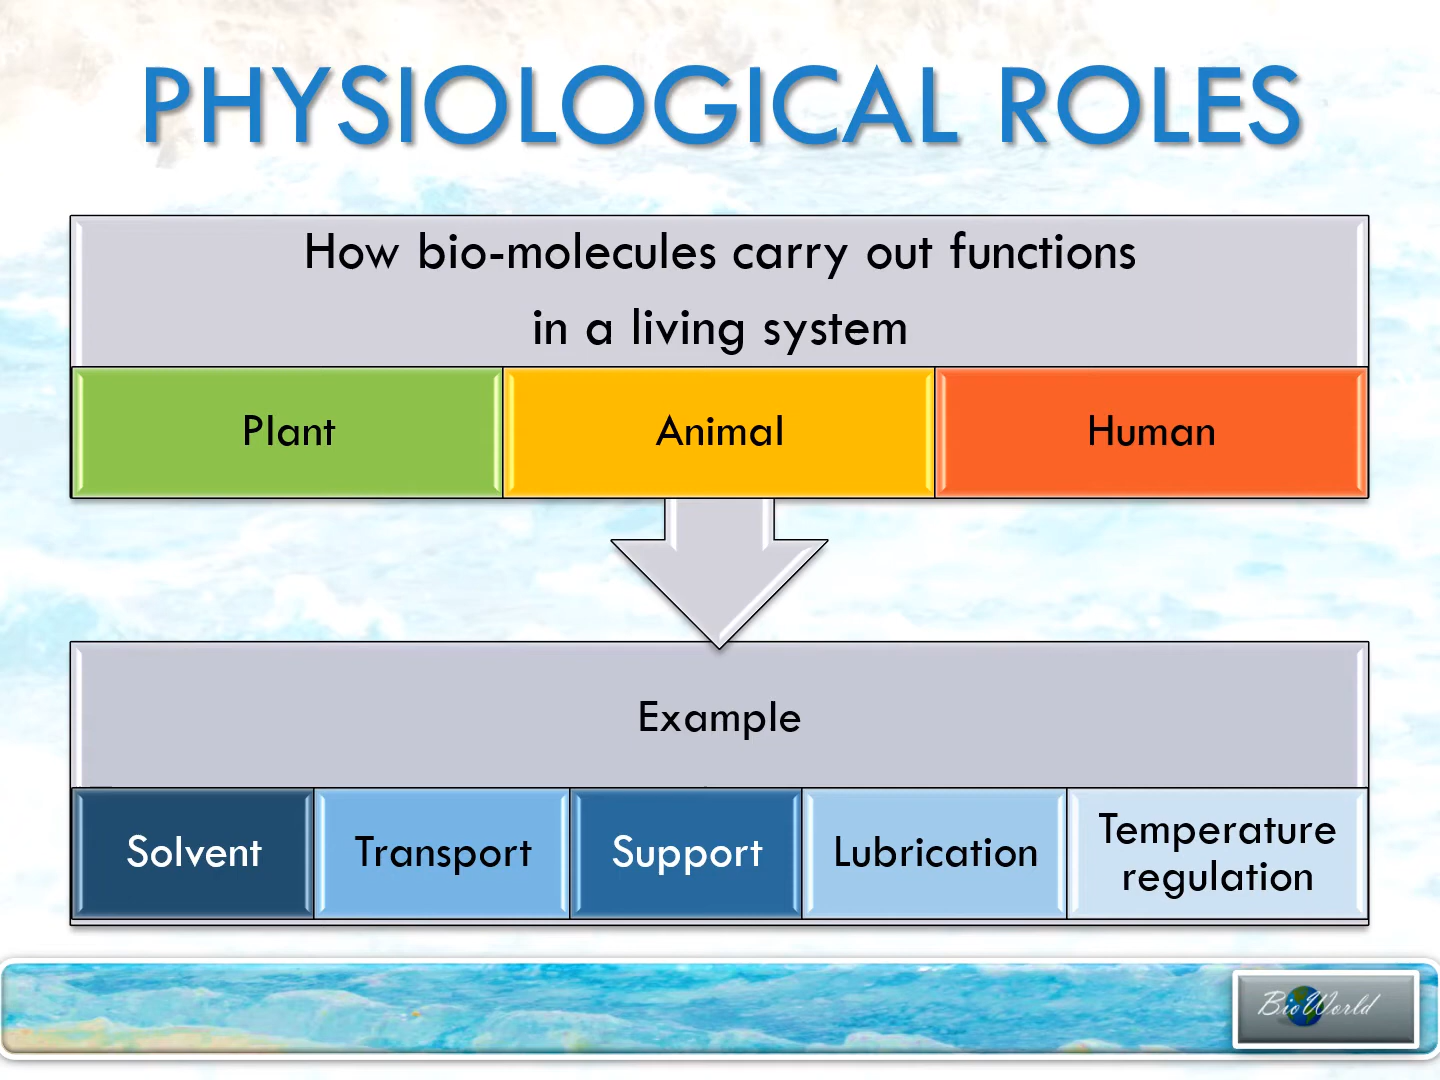 PHYSIOLOGICAL ROLES
How bio-molecules carry out functions
in a living system
Plant
Animal
Human
Example
Solvent
Transport
Support
Lubrication
Temperature
regulation
BioWorld